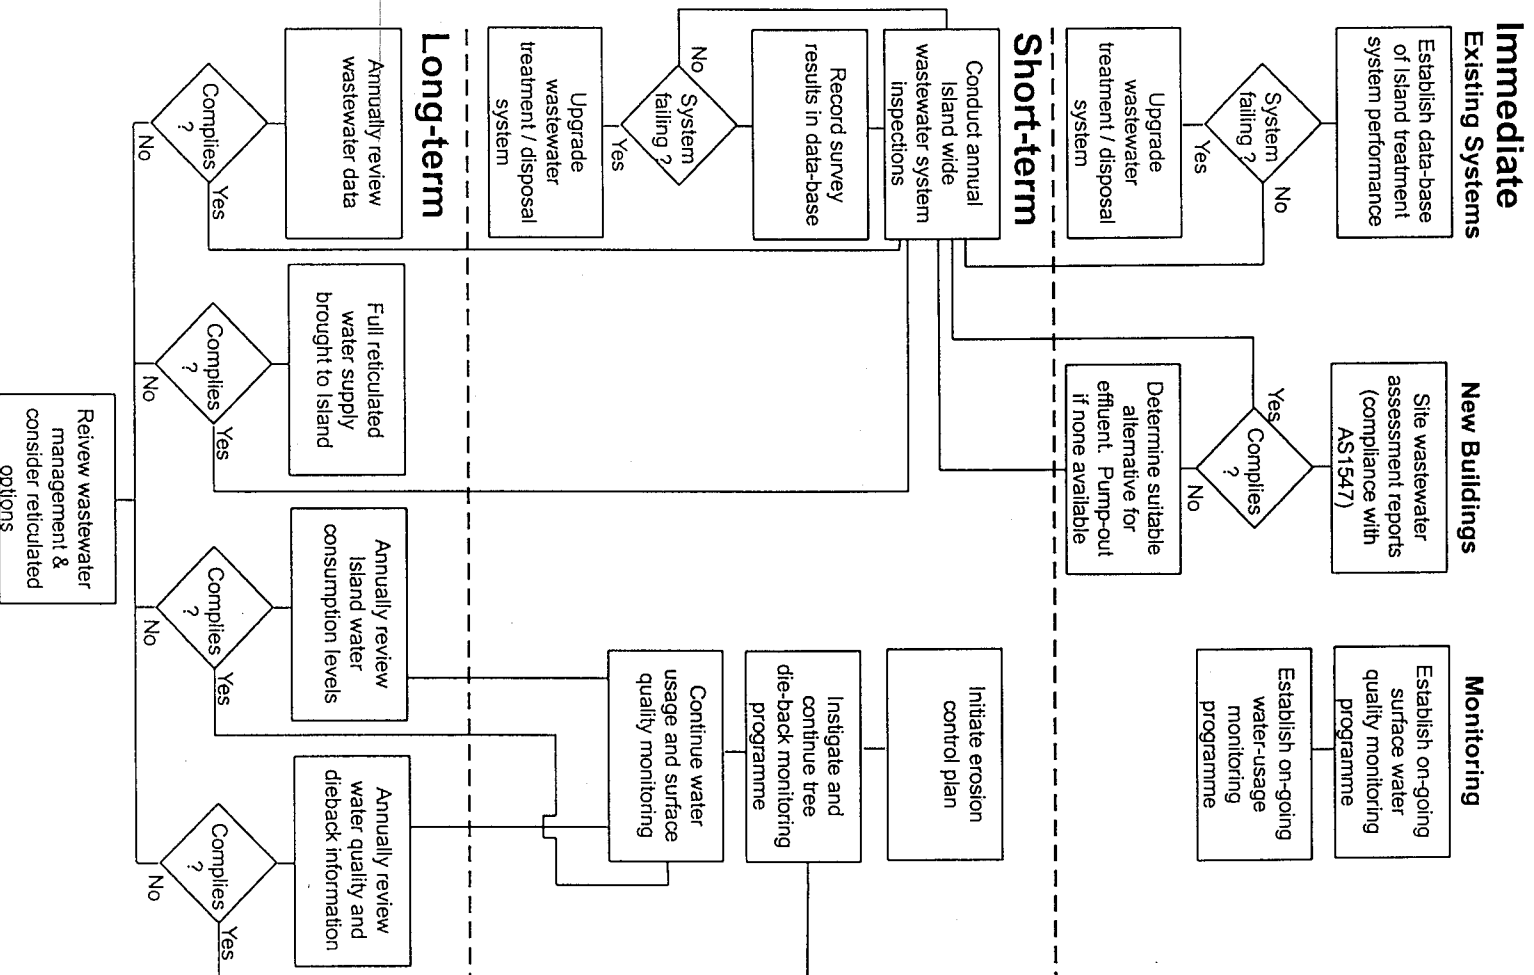 Immediate
Existing Systems
Establish data-base
of Island treatment
system performance
System
failing ?
No
Yes
Upgrade
wastewater
treatment / disposal
system
New Buildings
Site wastewater
assessment reports
(compliance with
AS1547)
Yes
Complies
?
No
Determine suitable
alternative for
effluent. Pump-out
if none available
Monitoring
Establish on-going
surface water
quality monitoring
programme
Establish on-going
water-usage
monitoring
programme
Short-term
Conduct annual
Island wide
wastewater system
inspections
Record survey
results in data-base
No
System
failing ?
Yes
Upgrade
wastewater
treatment / disposal
system
Initiate erosion
control plan
Instigate and
continue tree
die-back monitoring
programme
Continue water
usage and surface
quality monitoring
Long-term
Annually review
wastewater data
Complies
?
Yes
No
Full reticulated
water supply
brought to Island
Complies
?
Yes
No
Annually review
Island water
consumption levels
Complies
?
Yes
No
Annually review
water quality and
dieback information
Complies
?
Yes
No
Reivew wastewater
management &
consider reticulated
options